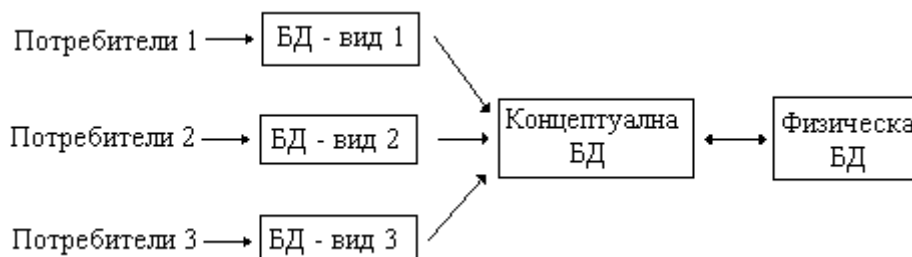 Потребители 1
БД - вид 1
Потребители 2
БД - вид 2
Концептуална
БД
Физическа
БД
Потребители 3
БД - вид 3